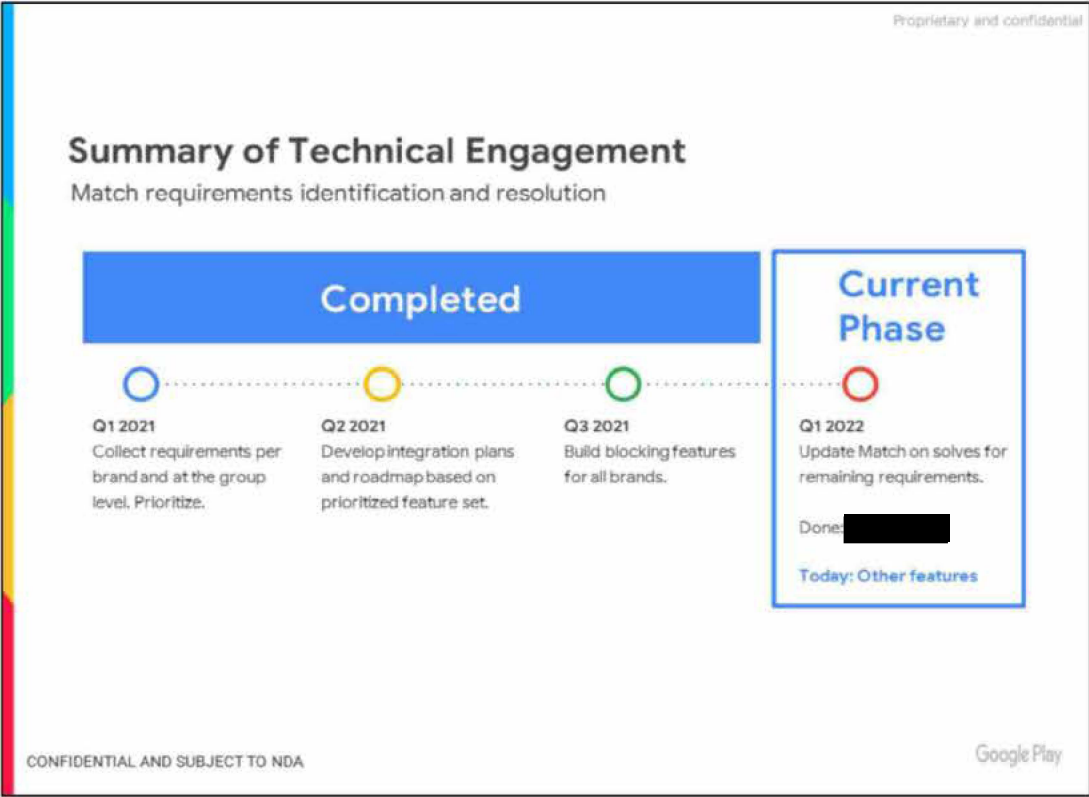 Proprietary and confidential
Summary of Technical Engagement
Match requirements identification and resolution
Completed
Current
Phase
Q1 2021
Collect requirements per
brand and at the group
level. Prioritize.
Q2 2021
Develop integration plans
and roadmap based on
prioritized feature set.
Q3 2021
Build blocking features
for all brands.
Q1 2022
Update Match on solves for
remaining requirements.
Done:
Today: Other features
CONFIDENTIAL AND SUBJECT TO NDA
Google Play